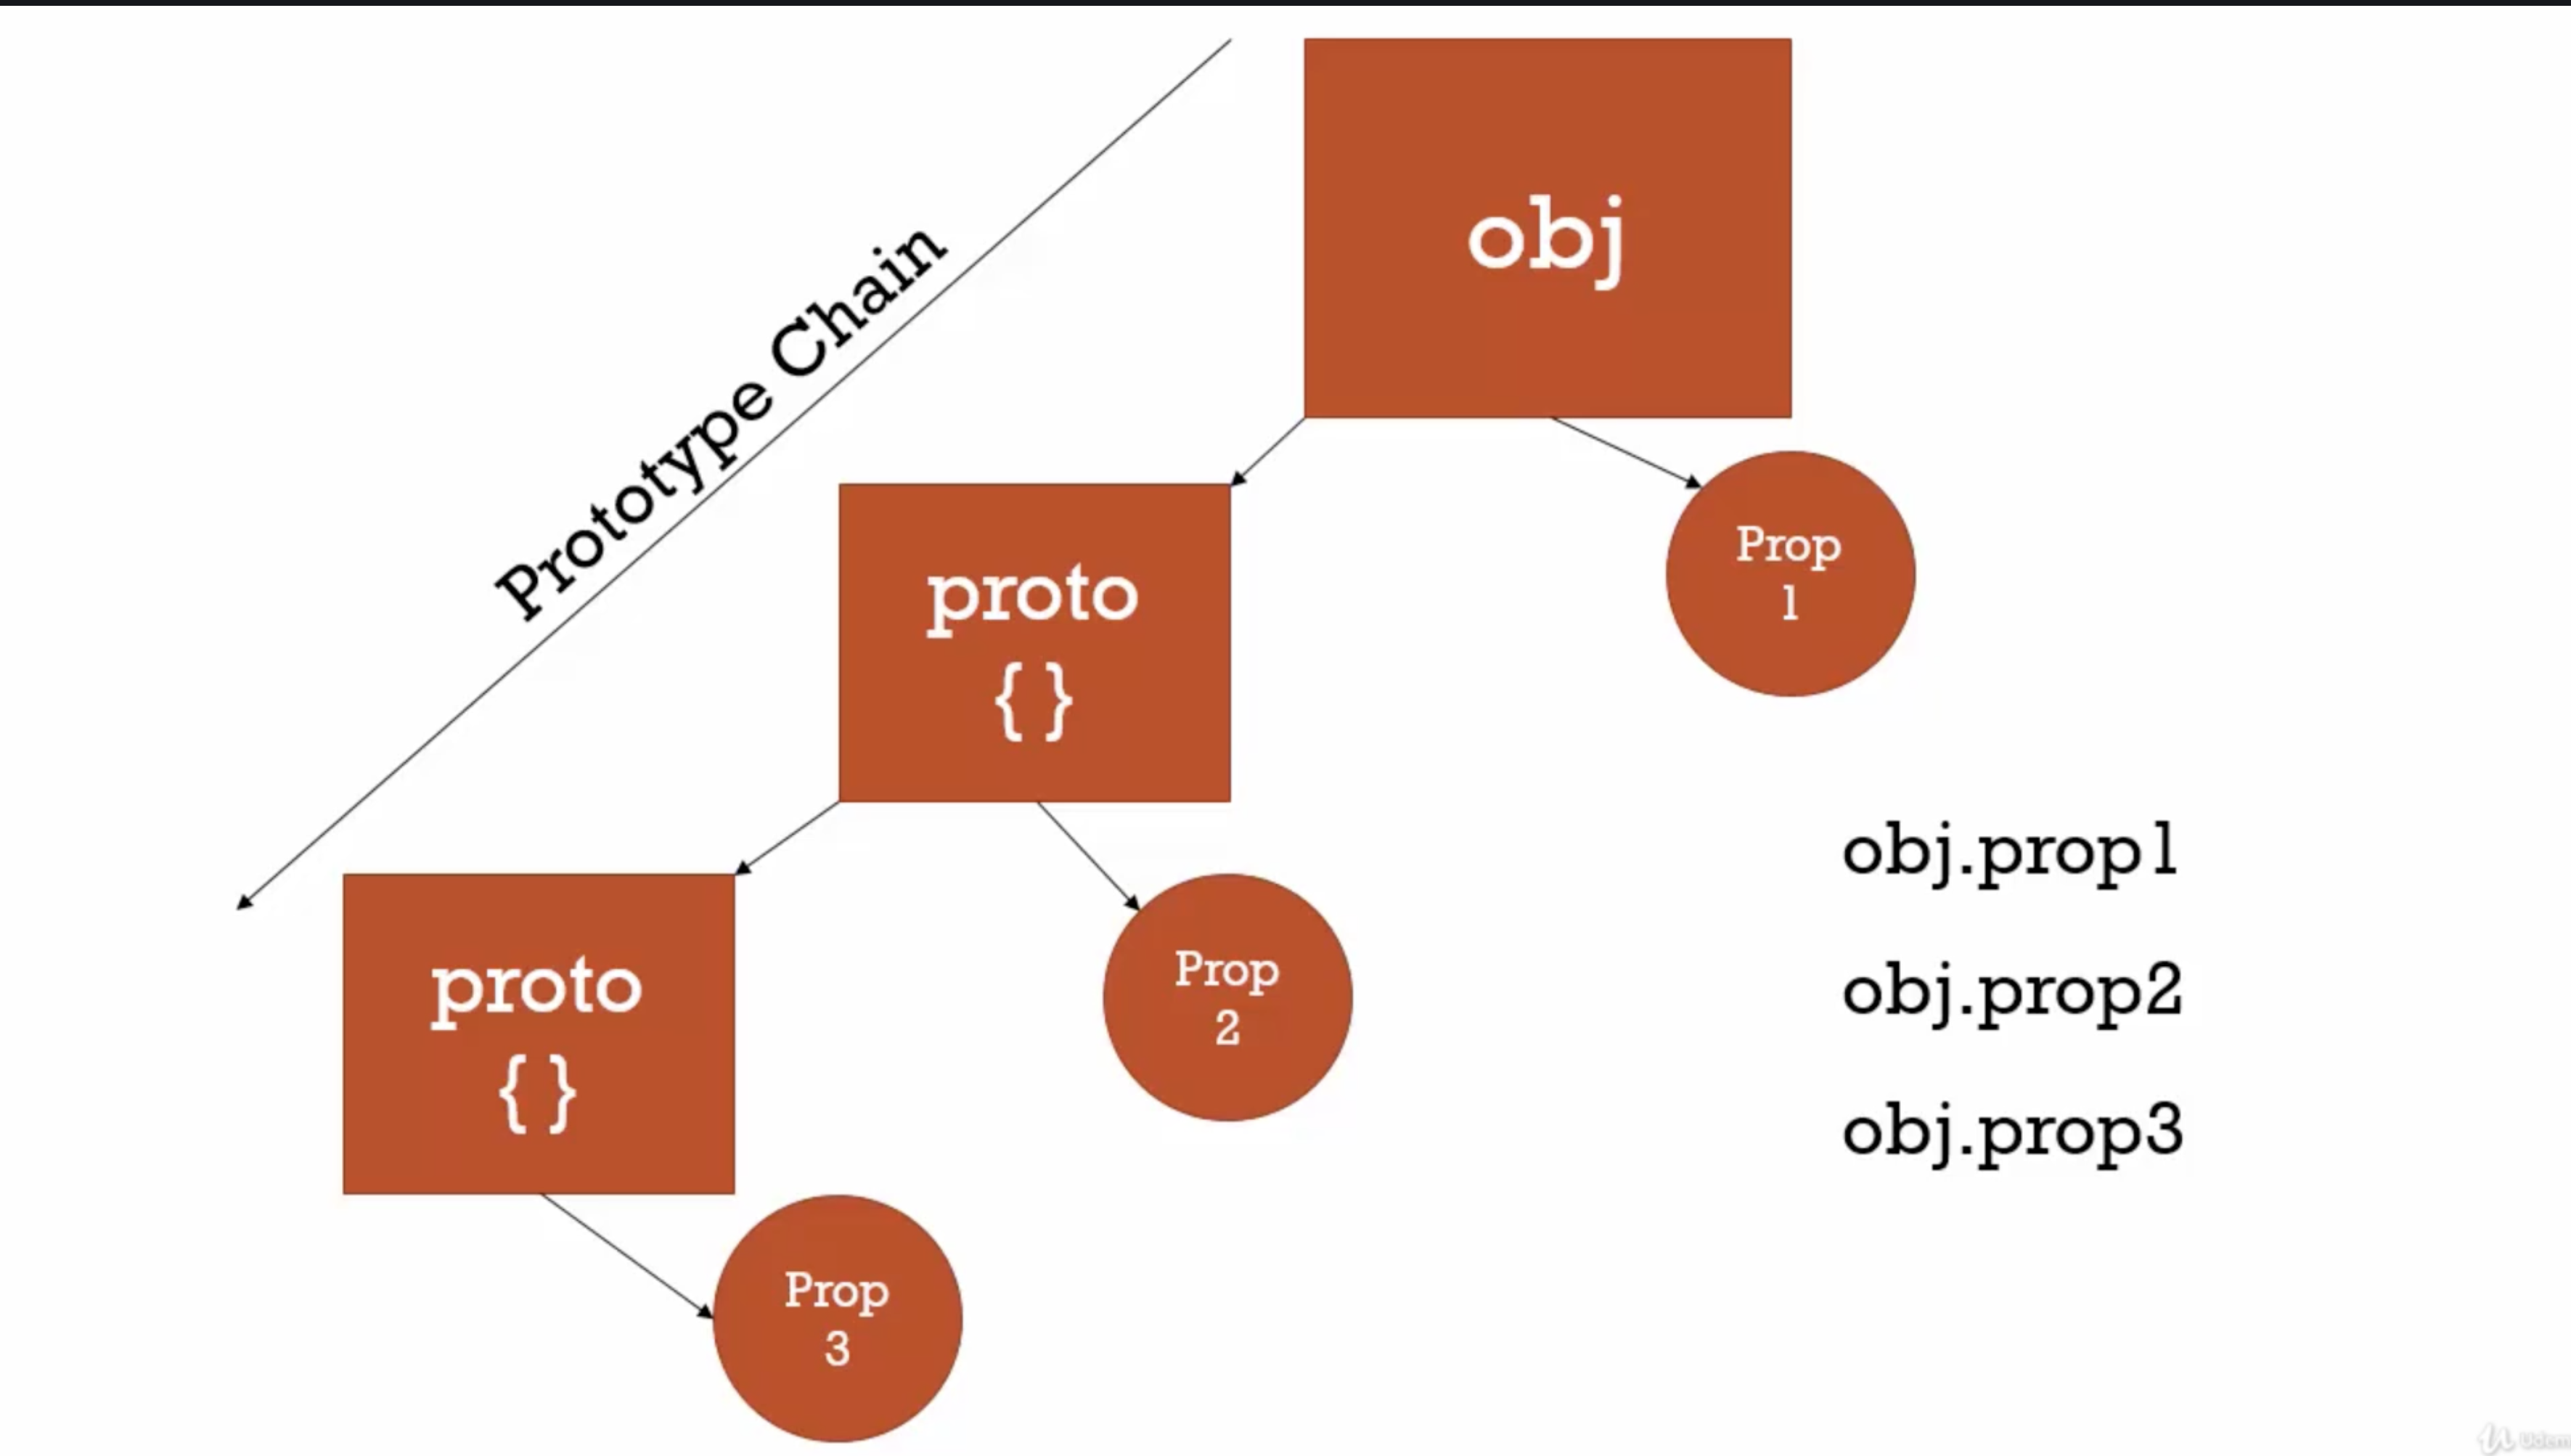 Prototype Chain
obj
Prop
1
proto
{ }
Prop
2
proto
{ }
Prop
3
obj.prop1
obj.prop2
obj.prop3